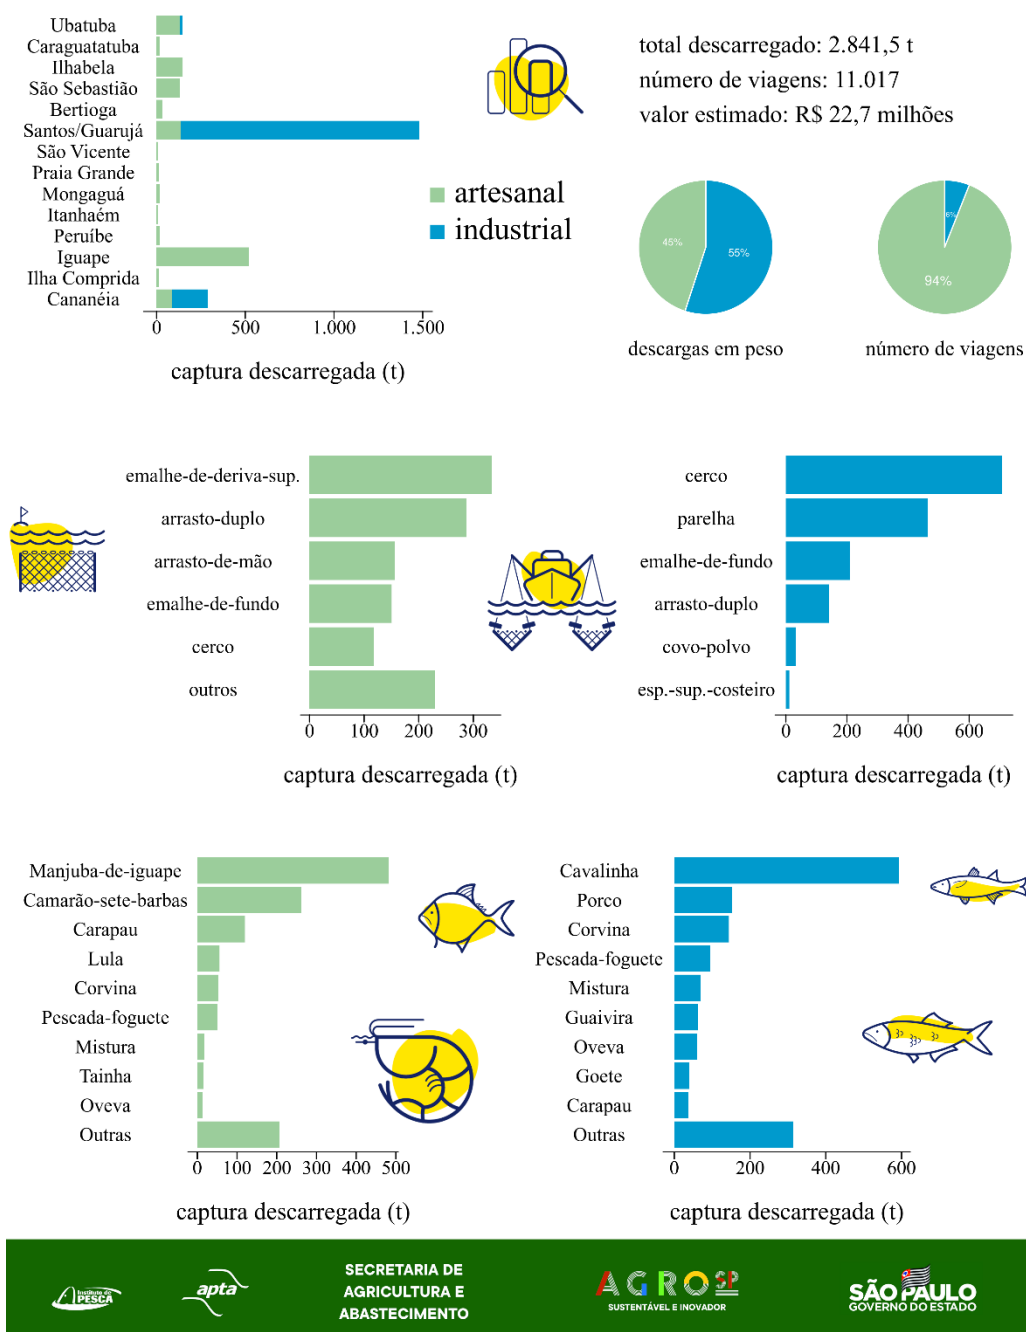 Ubatuba
Caraguatatuba
Ilhabela
São Sebastião
Bertioga
Santos/Guarujá
São Vicente
Praia Grande
Mongaguá
Itanhaém
Peruíbe
Iguape
Ilha Comprida
Cananéia
0 500 1.000 1.500
captura descarregada (t)
artesanal
industrial
total descarregado: 2.841,5 t
número de viagens: 11.017
valor estimado: R$ 22,7 milhões
45%
55%
descargas em peso
6%
94%
número de viagens
emalhe-de-deriva-sup.
arrasto-duplo
arrasto-de-mão
emalhe-de-fundo
cerco
outros
0 100 200 300
captura descarregada (t)
cerco
parelha
emalhe-de-fundo
arrasto-duplo
covo-polvo
esp.-sup.-costeiro
0 200 400 600
captura descarregada (t)
Manjuba-de-iguape
Camarão-sete-barbas
Carapau
Lula
Corvina
Pescada-foguete
Mistura
Tainha
Oveva
Outras
0 100 200 300 400 500
captura descarregada (t)
Cavalinha
Porco
Corvina
Pescada-foguete
Mistura
Guaivira
Oveva
Goete
Carapau
Outras
0 200 400 600
captura descarregada (t)
Instituto de
PESCA
apta
SECRETARIA DE
AGRICULTURA E
ABASTECIMENTO
AGRO SP
SUSTENTÁVEL E INOVADOR
SÃO PAULO
GOVERNO DO ESTADO